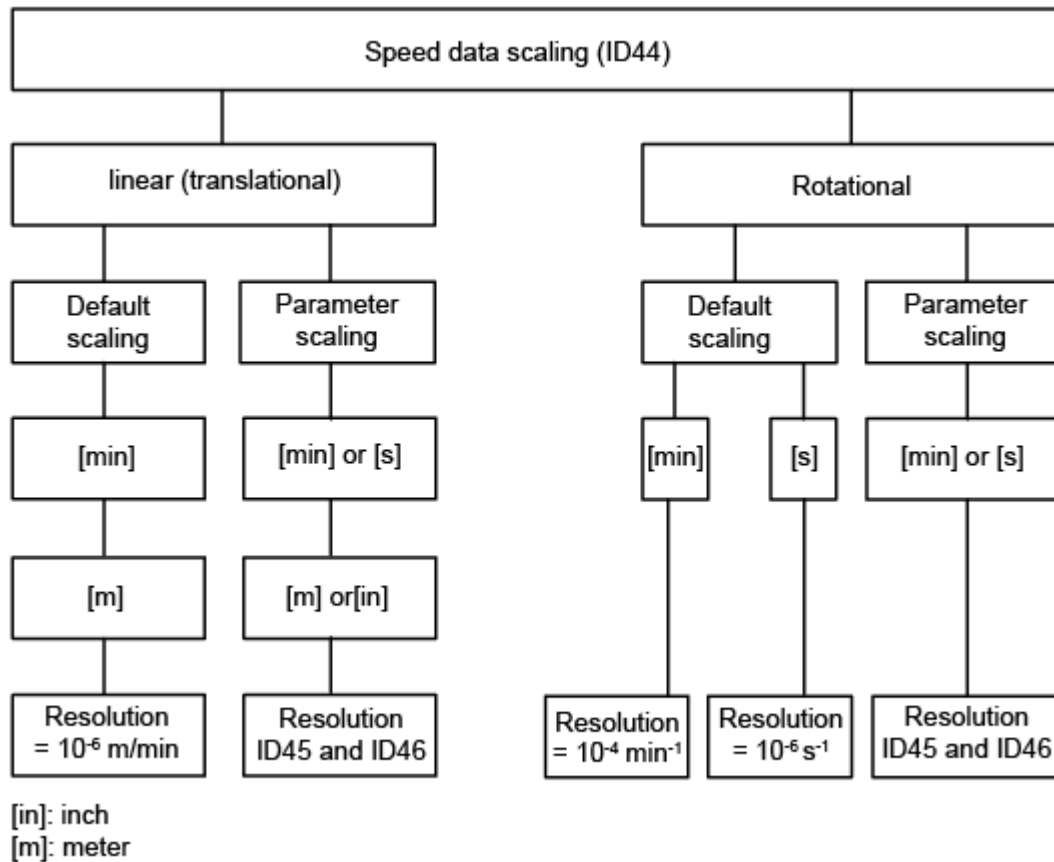 Speed data scaling (ID44)
linear (translational)
Rotational
Default
scaling
Parameter
scaling
Default
scaling
Parameter
scaling
[min]
[min] or [s]
[min]
[s]
[min] or [s]
[m]
[m] or[in]
Resolution
= 10⁻⁶ m/min
Resolution
ID45 and ID46
Resolution
= 10⁻⁴ min⁻¹
Resolution
= 10⁻⁶ s⁻¹
Resolution
ID45 and ID46
[in]: inch
[m]: meter